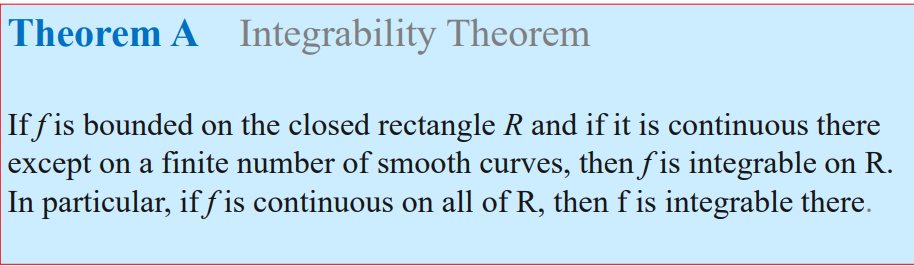 Theorem A Integrability Theorem
If f is bounded on the closed rectangle R and if it is continuous there
except on a finite number of smooth curves, then f is integrable on R.
In particular, if f is continuous on all of R, then f is integrable there.